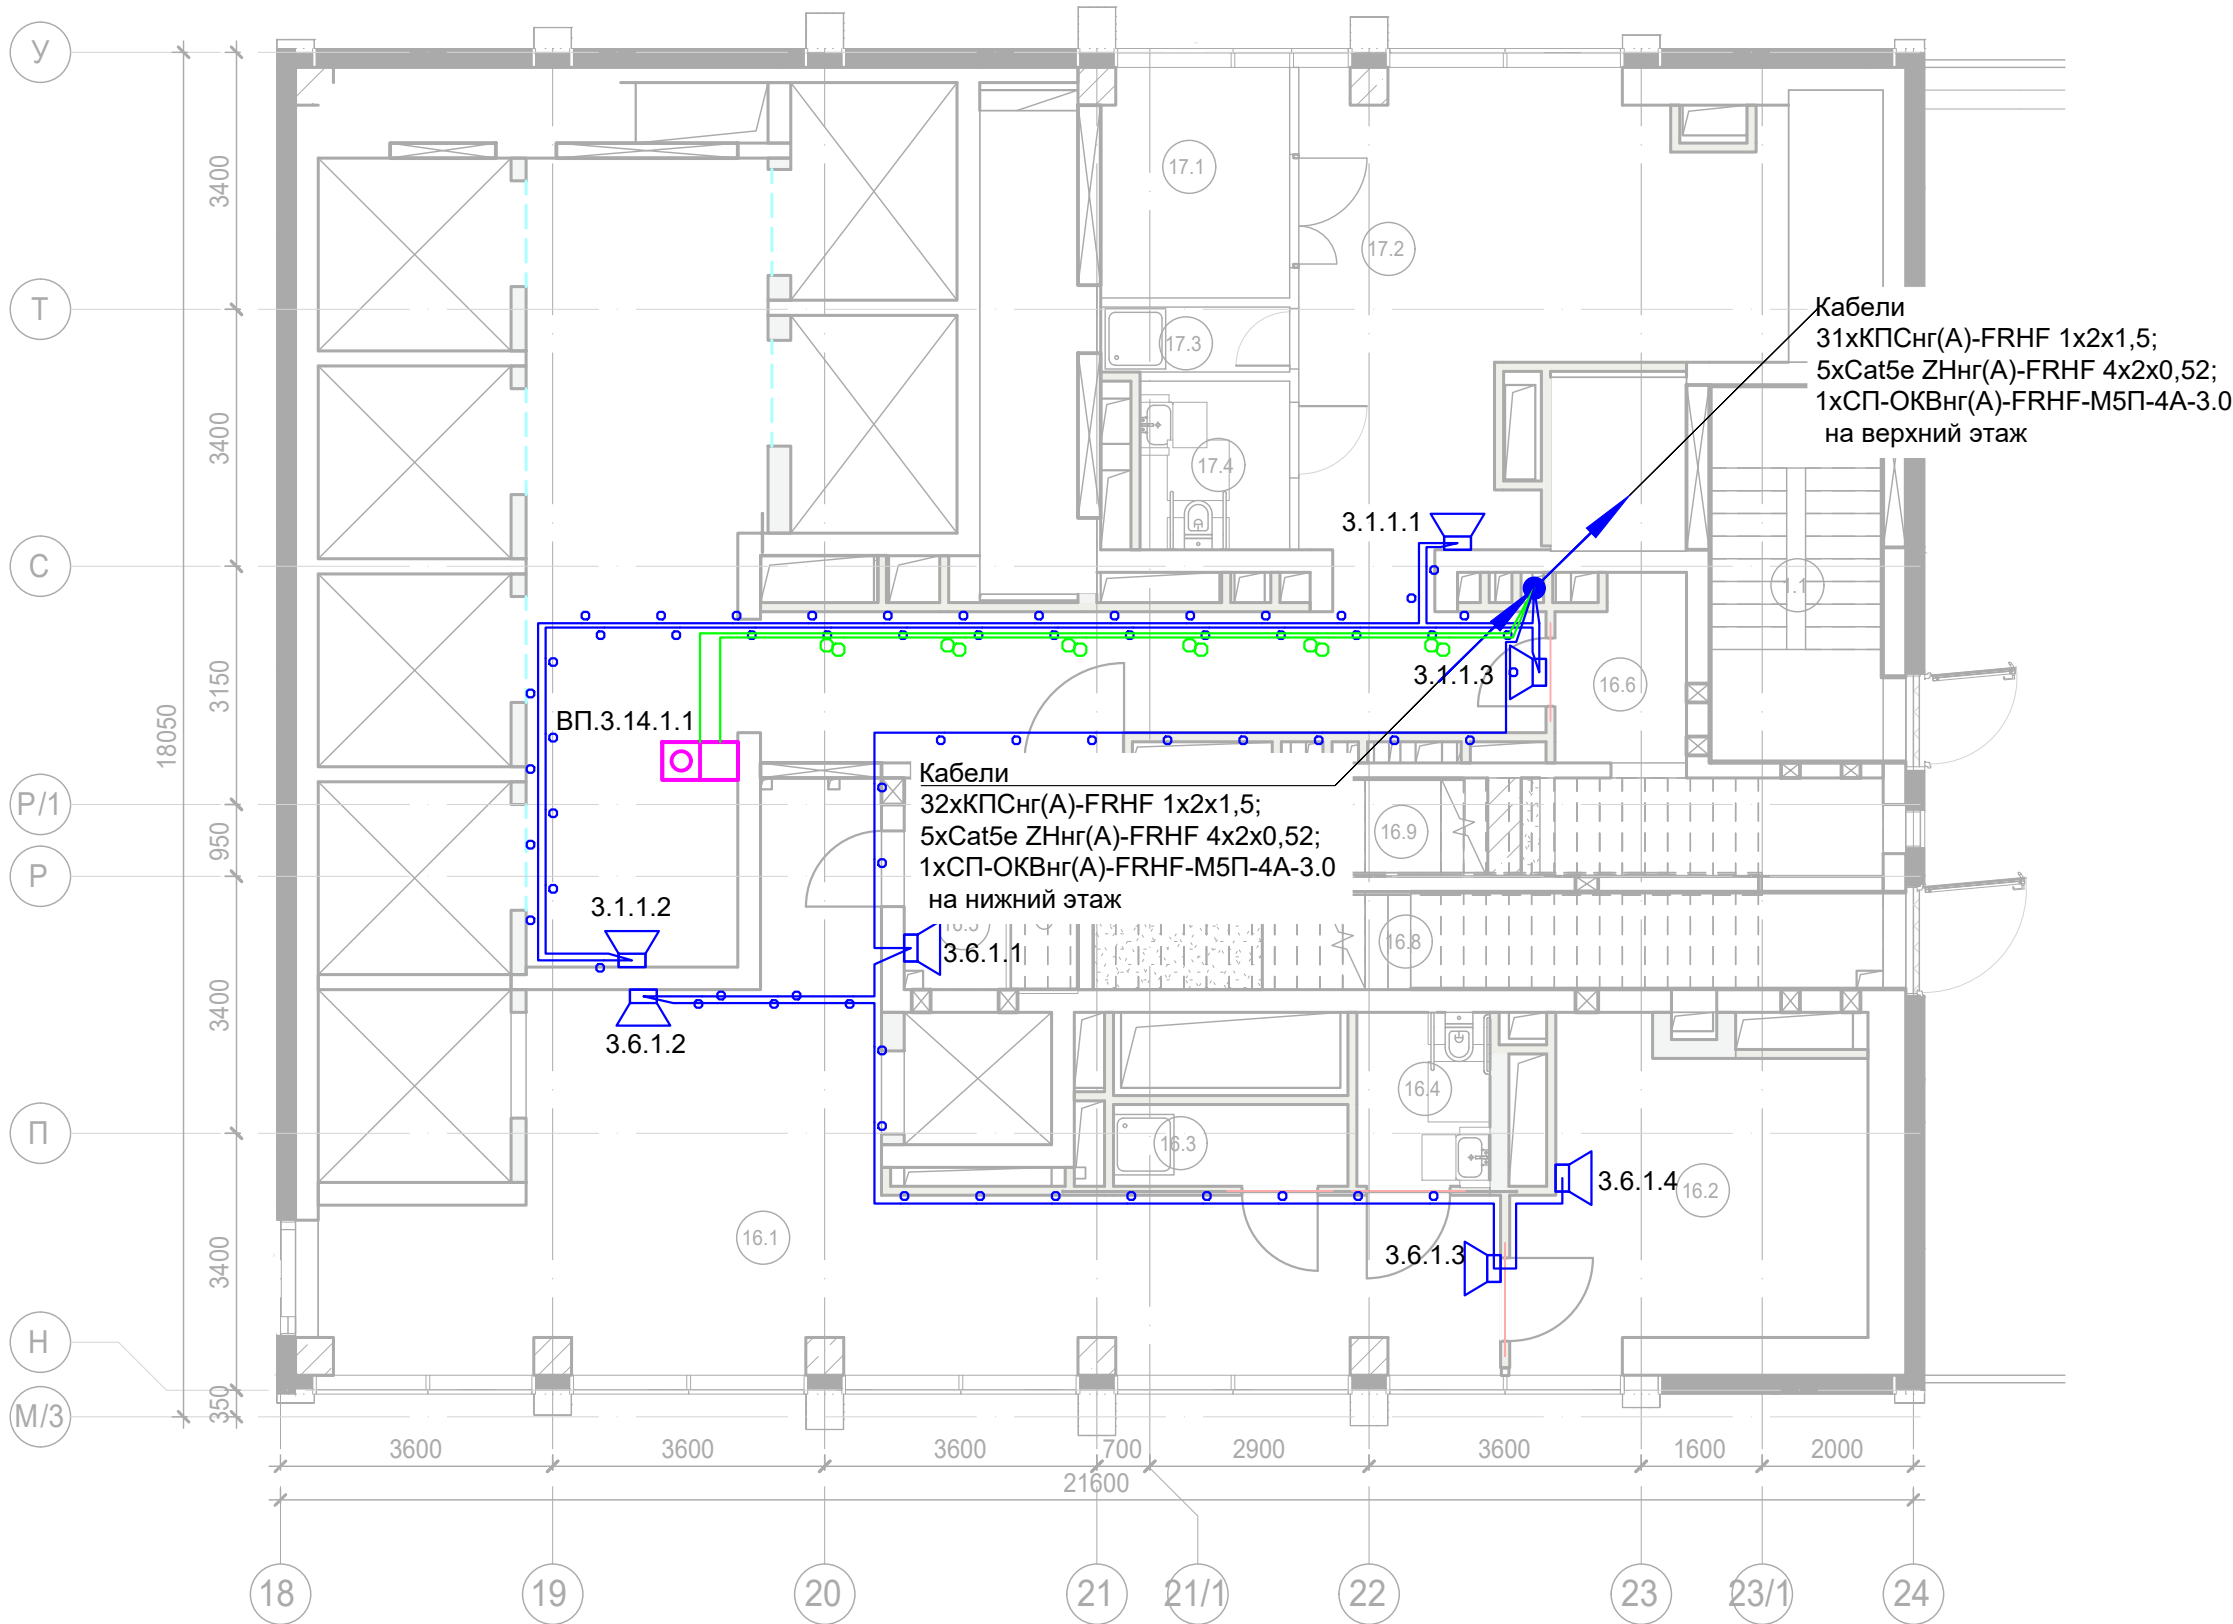 У
17.1
3400
17.2
Т
Кабели
31хКПСнг(А)-FRHF 1х2х1,5;
5хCat5e ZHнг(А)-FRHF 4х2х0,52;
1хСП-ОКВнг(А)-FRHF-М5П-4А-3.0
на верхний этаж
17.3
3400
17.4
3.1.1.1
С
1.1
3.1.1.3
16.6
3150
18050
ВП.3.14.1.1
Кабели
32хКПСнг(А)-FRHF 1х2х1,5;
5хCat5e ZHнг(А)-FRHF 4х2х0,52;
1хСП-ОКВнг(А)-FRHF-М5П-4А-3.0
на нижний этаж
Р/1
950
16.9
Р
3.1.1.2
3.6.1.1
16.8
3400
3.6.1.2
16.4
П
16.3
3.6.1.4
16.2
16.1
3.6.1.3
3400
Н
350
М/3
3600
3600
3600
700
2900
3600
1600
2000
21600
18
19
20
21
21/1
22
23
23/1
24